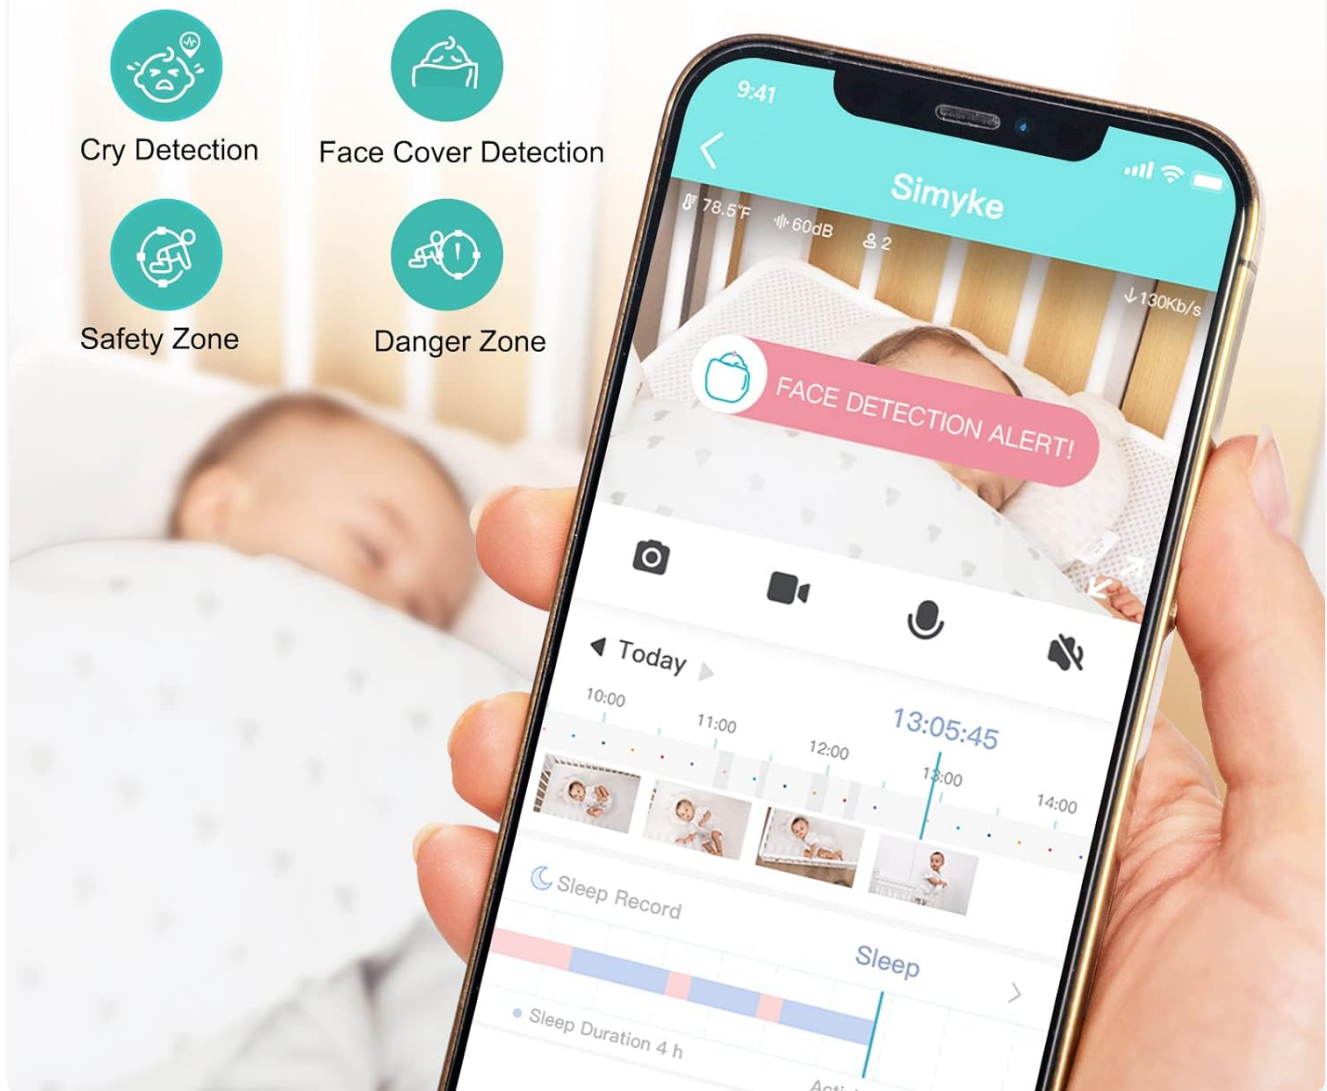 Cry Detection
Face Cover Detection
Safety Zone
Danger Zone
9:41
Simyke
78.5°F
60dB
2
↓130Kb/s
FACE DETECTION ALERT!
Today
13:05:45
10:00
11:00
12:00
13:00
14:00
Sleep Record
Sleep
Sleep Duration 4 h